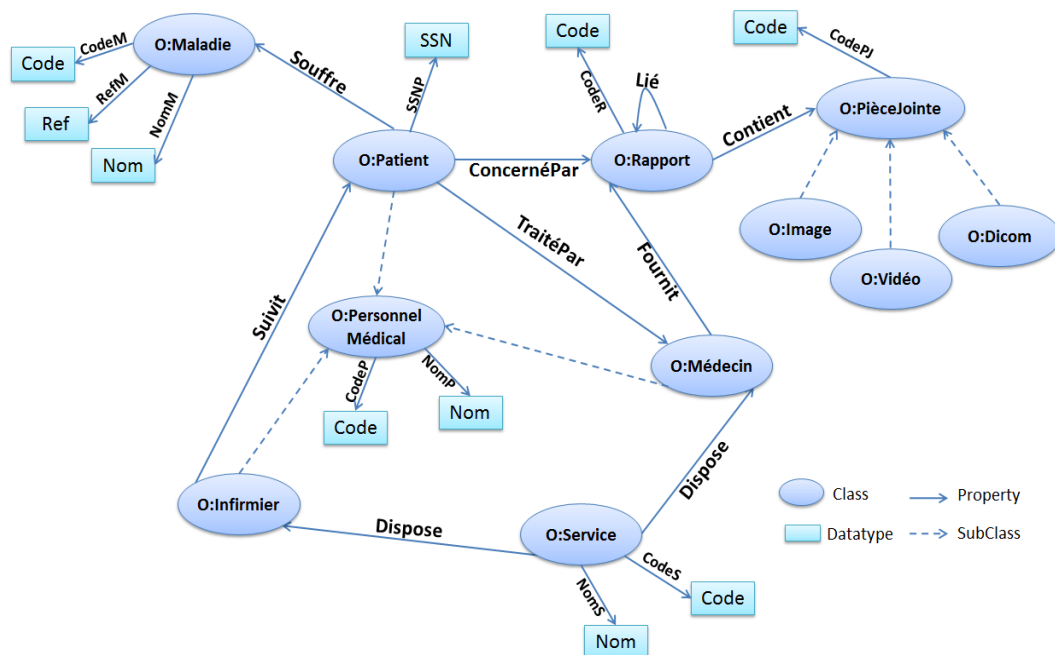 O:Maladie
CodeM
Code
RefM
Ref
NomM
Nom
Souffre
SSN
SSNP
O:Patient
ConcernéPar
Code
CodeR
Lié
O:Rapport
Contient
Code
CodePJ
O:PièceJointe
O:Image
O:Vidéo
O:Dicom
TraitéPar
Fournit
Suivit
O:Personnel
Médical
CodeP
NomP
Code
Nom
O:Médecin
Dispose
O:Infirmier
Dispose
O:Service
CodeS
Code
NomS
Nom
Class
Property
Datatype
SubClass